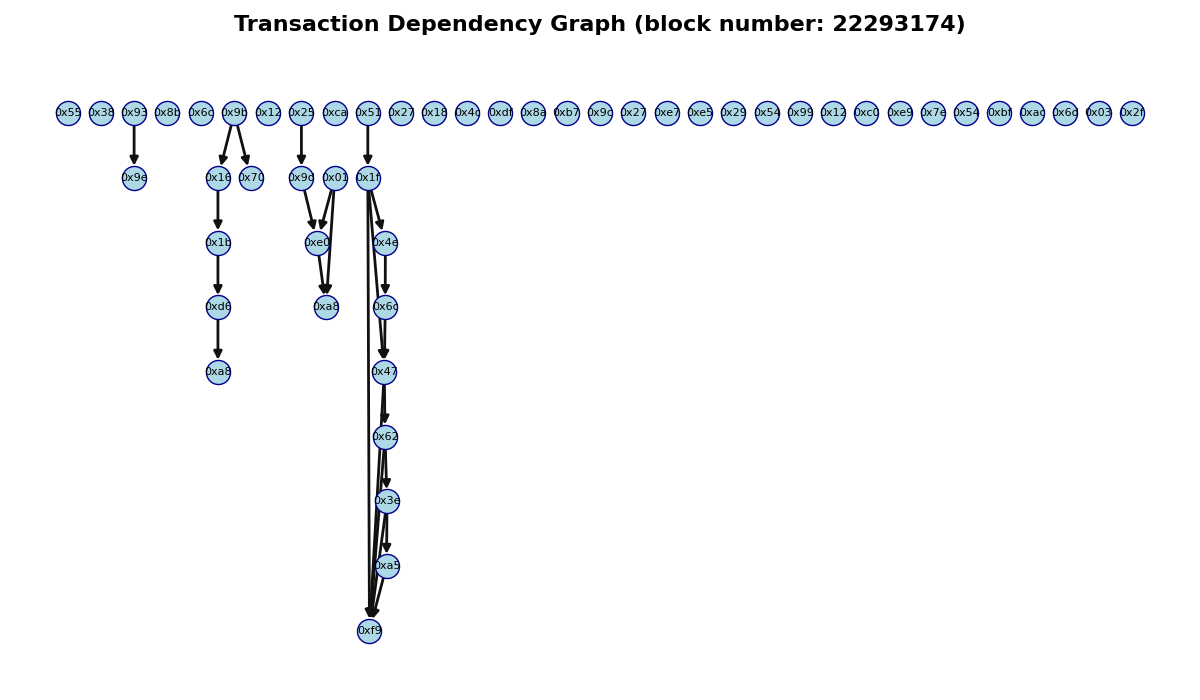 Transaction Dependency Graph (block number: 22293174)
0x55 0x38 0x93 0x8b 0x6c 0x9b 0x12 0x25 0xca 0x51 0x27 0x18 0x4c 0xdf 0x8a 0xb7 0x9c 0x27 0xe7 0xe5 0x29 0x54 0x99 0x12 0xc0 0xe9 0x7e 0x54 0xbf 0xac 0x6d 0x03 0x2f
0x9e 0x16 0x70 0x9d 0x01 0x1f
0x1b 0xe0 0x4e
0xd6 0xa8 0x6c
0xa8 0x47
0x62
0x3e
0xa5
0xf9